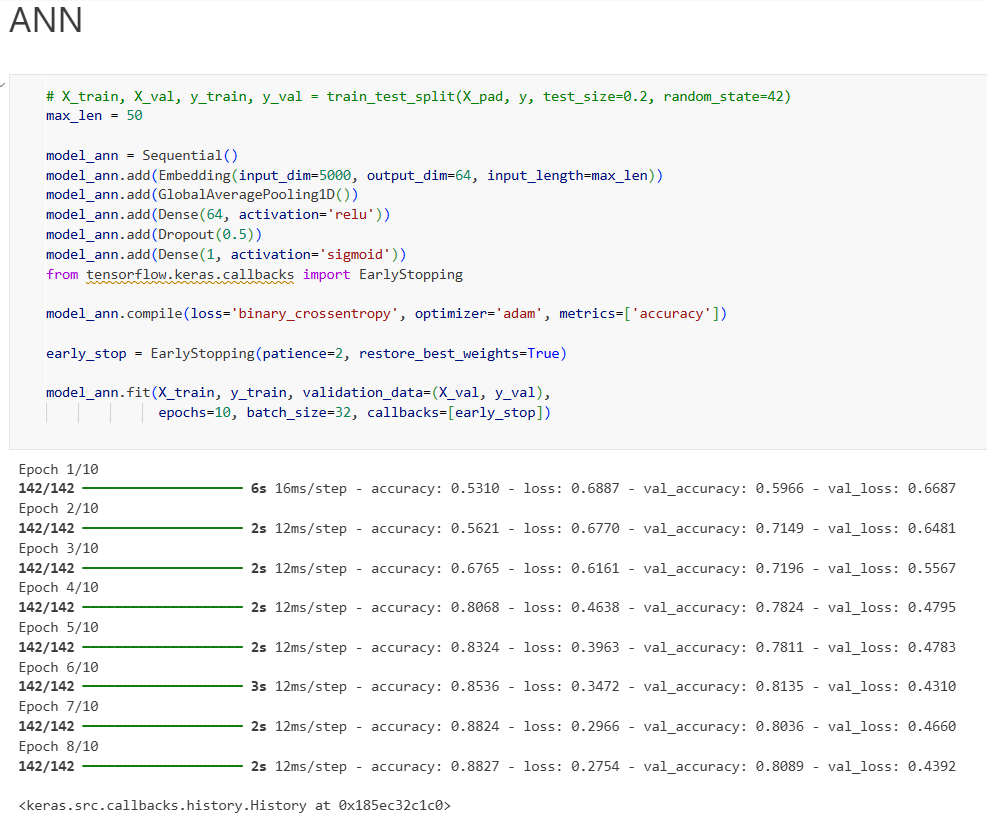 ANN
# X_train, X_val, y_train, y_val = train_test_split(X_pad, y, test_size=0.2, random_state=42)
max_len = 50
model_ann = Sequential()
model_ann.add(Embedding(input_dim=5000, output_dim=64, input_length=max_len))
model_ann.add(GlobalAveragePooling1D())
model_ann.add(Dense(64, activation='relu'))
model_ann.add(Dropout(0.5))
model_ann.add(Dense(1, activation='sigmoid'))
from tensorflow.keras.callbacks import EarlyStopping
model_ann.compile(loss='binary_crossentropy', optimizer='adam', metrics=['accuracy'])
early_stop = EarlyStopping(patience=2, restore_best_weights=True)
model_ann.fit(X_train, y_train, validation_data=(X_val, y_val),
epochs=10, batch_size=32, callbacks=[early_stop])
Epoch 1/10
142/142 6s 16ms/step - accuracy: 0.5310 - loss: 0.6887 - val_accuracy: 0.5966 - val_loss: 0.6687
Epoch 2/10
142/142 2s 12ms/step - accuracy: 0.5621 - loss: 0.6770 - val_accuracy: 0.7149 - val_loss: 0.6481
Epoch 3/10
142/142 2s 12ms/step - accuracy: 0.6765 - loss: 0.6161 - val_accuracy: 0.7196 - val_loss: 0.5567
Epoch 4/10
142/142 2s 12ms/step - accuracy: 0.8068 - loss: 0.4638 - val_accuracy: 0.7824 - val_loss: 0.4795
Epoch 5/10
142/142 2s 12ms/step - accuracy: 0.8324 - loss: 0.3963 - val_accuracy: 0.7811 - val_loss: 0.4783
Epoch 6/10
142/142 3s 12ms/step - accuracy: 0.8536 - loss: 0.3472 - val_accuracy: 0.8135 - val_loss: 0.4310
Epoch 7/10
142/142 2s 12ms/step - accuracy: 0.8824 - loss: 0.2966 - val_accuracy: 0.8036 - val_loss: 0.4660
Epoch 8/10
142/142 2s 12ms/step - accuracy: 0.8827 - loss: 0.2754 - val_accuracy: 0.8089 - val_loss: 0.4392
<keras.src.callbacks.history.History at 0x185ec32c1c0>